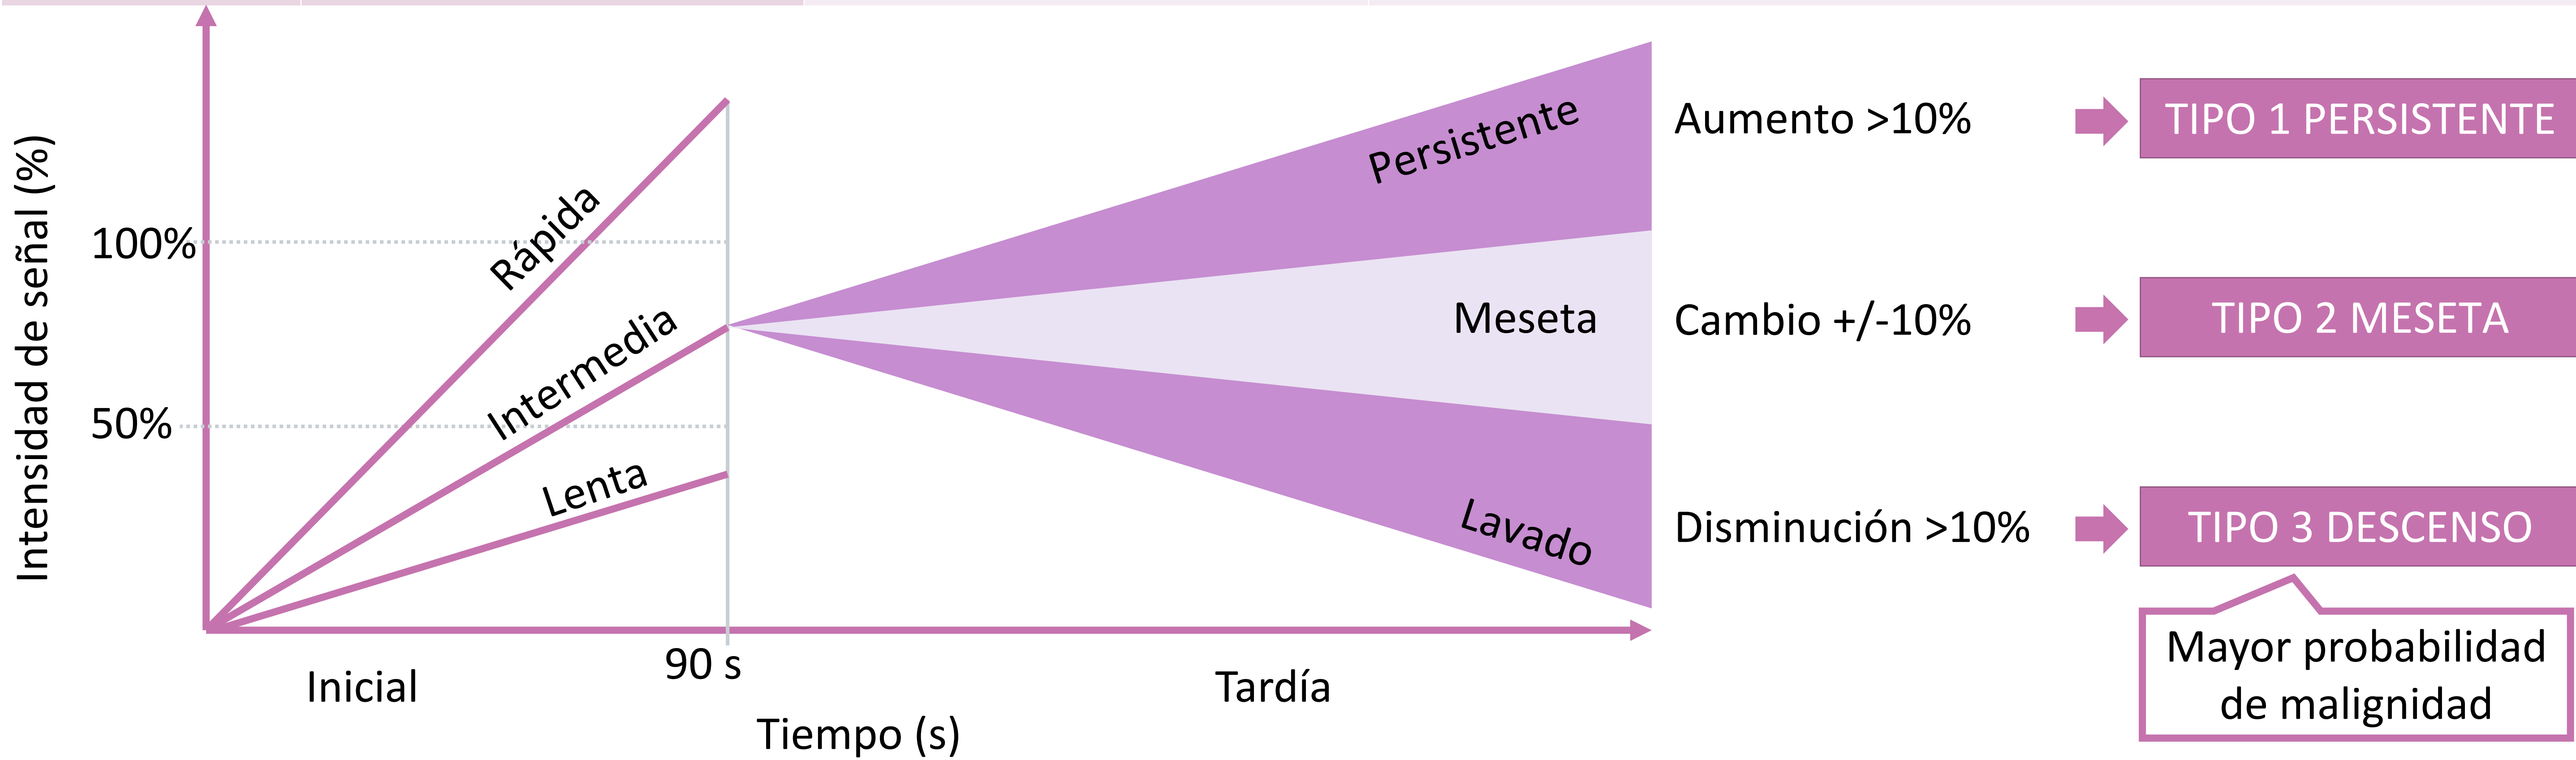 Intensidad de señal (%)
100%
50%
Rápida
Intermedia
Lenta
Persistente
Meseta
Lavado
Aumento >10%
TIPO 1 PERSISTENTE
Cambio +/-10%
TIPO 2 MESETA
Disminución >10%
TIPO 3 DESCENSO
Mayor probabilidad
de malignidad
90 s
Inicial
Tardía
Tiempo (s)